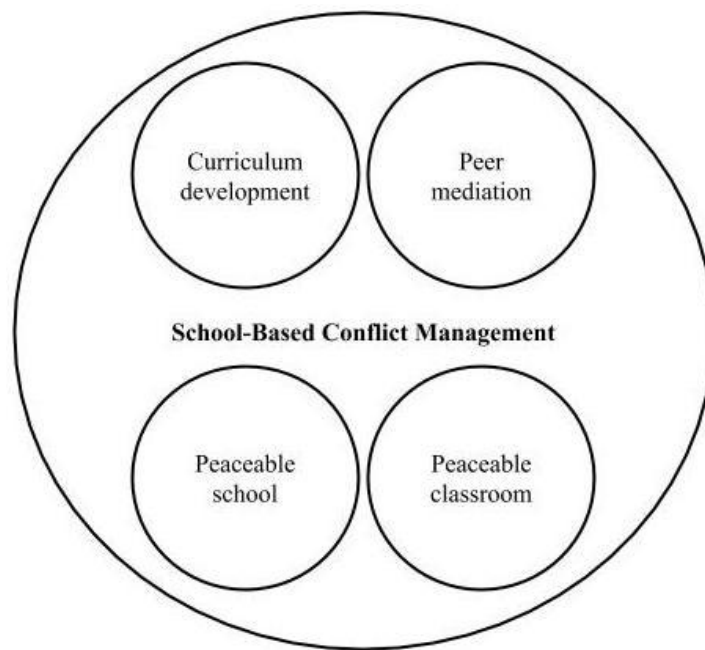 Curriculum
development
Peer
mediation
School-Based Conflict Management
Peaceable
school
Peaceable
classroom